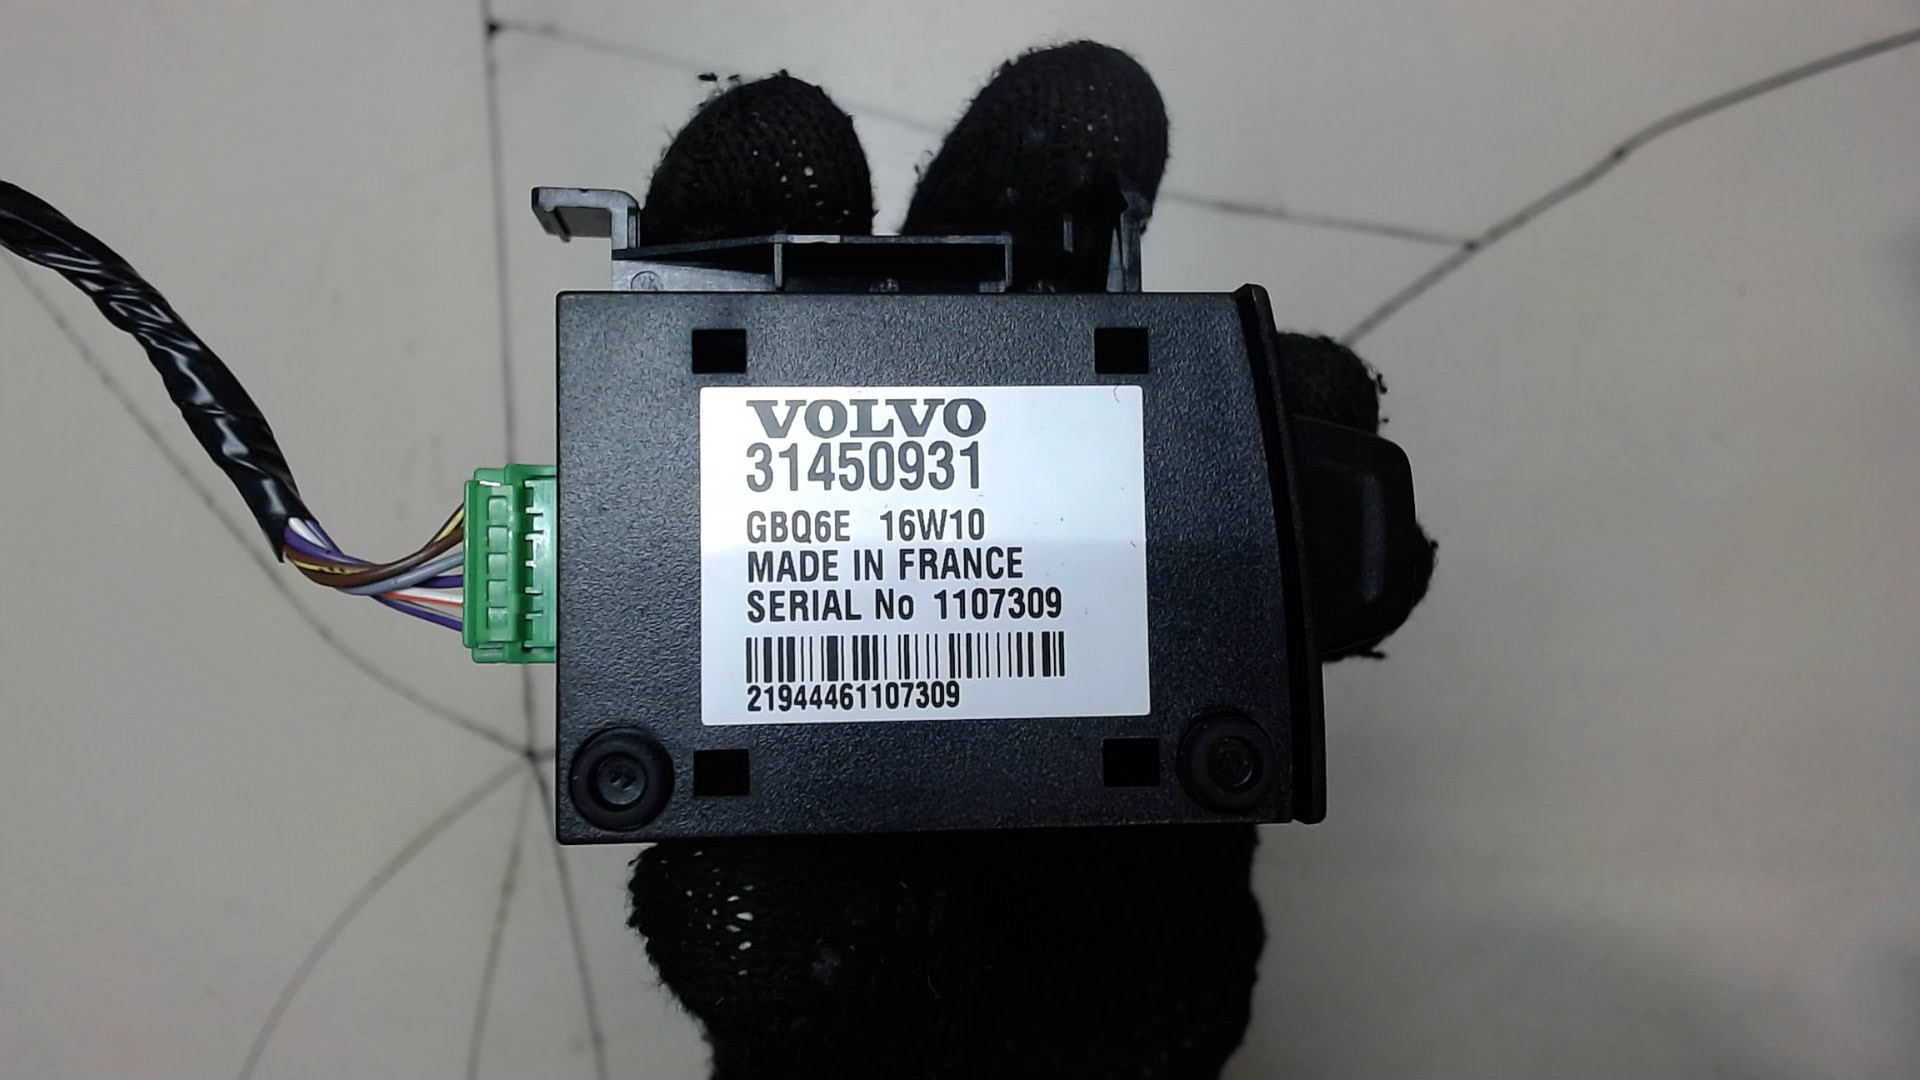 VOLVO
31450931
GBQ6E 16W10
MADE IN FRANCE
SERIAL No 1107309
21944461107309